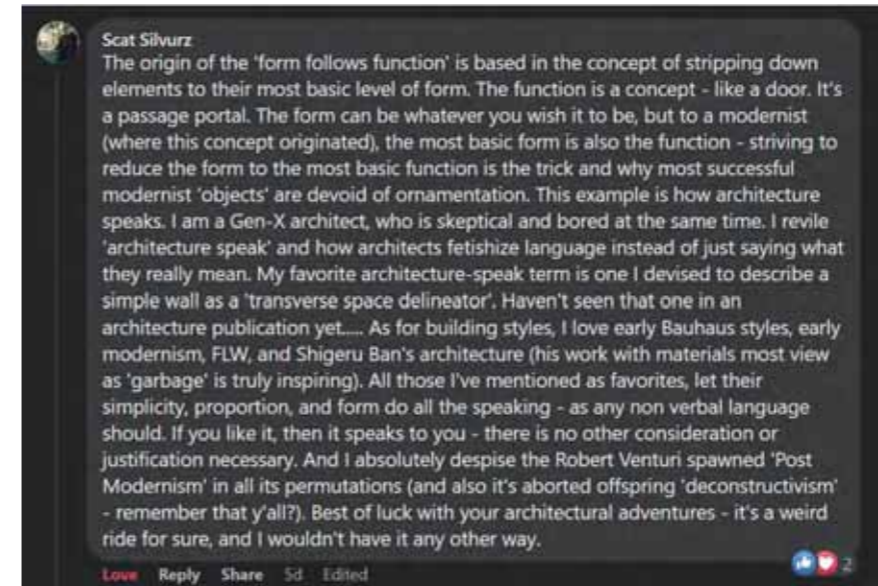 Scat Silvurz
The origin of the 'form follows function' is based in the concept of stripping down
elements to their most basic level of form. The function is a concept - like a door. It's
a passage portal. The form can be whatever you wish it to be, but to a modernist
(where this concept originated), the most basic form is also the function - striving to
reduce the form to the most basic function is the trick and why most successful
modernist 'objects' are devoid of ornamentation. This example is how architecture
speaks. I am a Gen-X architect, who is skeptical and bored at the same time. I revile
'architecture speak' and how architects fetishize language instead of just saying what
they really mean. My favorite architecture-speak term is one I devised to describe a
simple wall as a 'transverse space delineator'. Haven't seen that one in an
architecture publication yet..... As for building styles, I love early Bauhaus styles, early
modernism, FLW, and Shigeru Ban's architecture (his work with materials most view
as 'garbage' is truly inspiring). All those I've mentioned as favorites, let their
simplicity, proportion, and form do all the speaking - as any non verbal language
should. If you like it, then it speaks to you - there is no other consideration or
justification necessary. And I absolutely despise the Robert Venturi spawned 'Post
Modernism' in all its permutations (and also it's aborted offspring 'deconstructivism'
- remember that y'all?). Best of luck with your architectural adventures - it's a weird
ride for sure, and I wouldn't have it any other way.
2
Love Reply Share 5d Edited